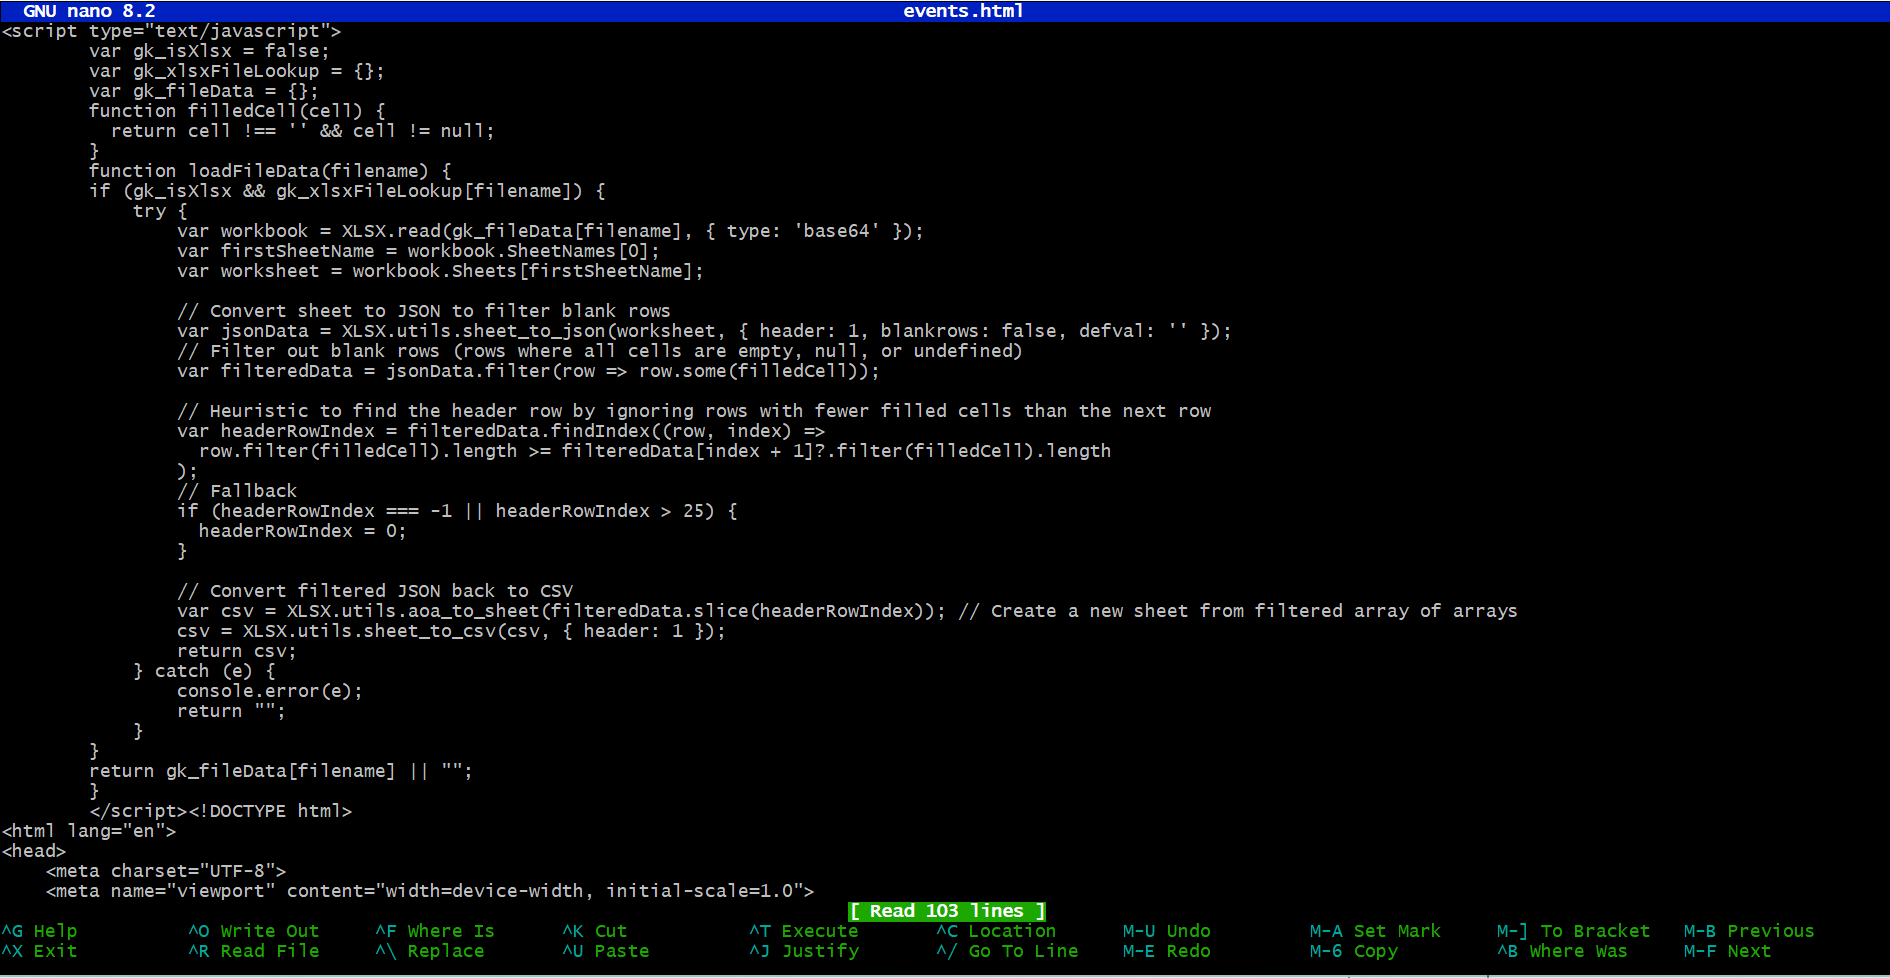 GNU nano 8.2 events.html
<script type="text/javascript">
        var gk_isXlsx = false;
        var gk_xlsxFileLookup = {};
        var gk_fileData = {};
        function filledCell(cell) {
          return cell !== '' && cell != null;
        }
        function loadFileData(filename) {
        if (gk_isXlsx && gk_xlsxFileLookup[filename]) {
            try {
                var workbook = XLSX.read(gk_fileData[filename], { type: 'base64' });
                var firstSheetName = workbook.SheetNames[0];
                var worksheet = workbook.Sheets[firstSheetName];

                // Convert sheet to JSON to filter blank rows
                var jsonData = XLSX.utils.sheet_to_json(worksheet, { header: 1, blankrows: false, defval: '' });
                // Filter out blank rows (rows where all cells are empty, null, or undefined)
                var filteredData = jsonData.filter(row => row.some(filledCell));

                // Heuristic to find the header row by ignoring rows with fewer filled cells than the next row
                var headerRowIndex = filteredData.findIndex((row, index) =>
                  row.filter(filledCell).length >= filteredData[index + 1]?.filter(filledCell).length
                );
                // Fallback
                if (headerRowIndex === -1 || headerRowIndex > 25) {
                  headerRowIndex = 0;
                }

                // Convert filtered JSON back to CSV
                var csv = XLSX.utils.aoa_to_sheet(filteredData.slice(headerRowIndex)); // Create a new sheet from filtered array of arrays
                csv = XLSX.utils.sheet_to_csv(csv, { header: 1 });
                return csv;
            } catch (e) {
                console.error(e);
                return "";
            }
        }
        return gk_fileData[filename] || "";
        }
        </script><!DOCTYPE html>
<html lang="en">
<head>
    <meta charset="UTF-8">
    <meta name="viewport" content="width=device-width, initial-scale=1.0">
[ Read 103 lines ]
^G Help ^O Write Out ^F Where Is ^K Cut ^T Execute ^C Location M-U Undo M-A Set Mark M-] To Bracket M-B Previous
^X Exit ^R Read File ^\ Replace ^U Paste ^J Justify ^/ Go To Line M-E Redo M-6 Copy ^B Where Was M-F Next